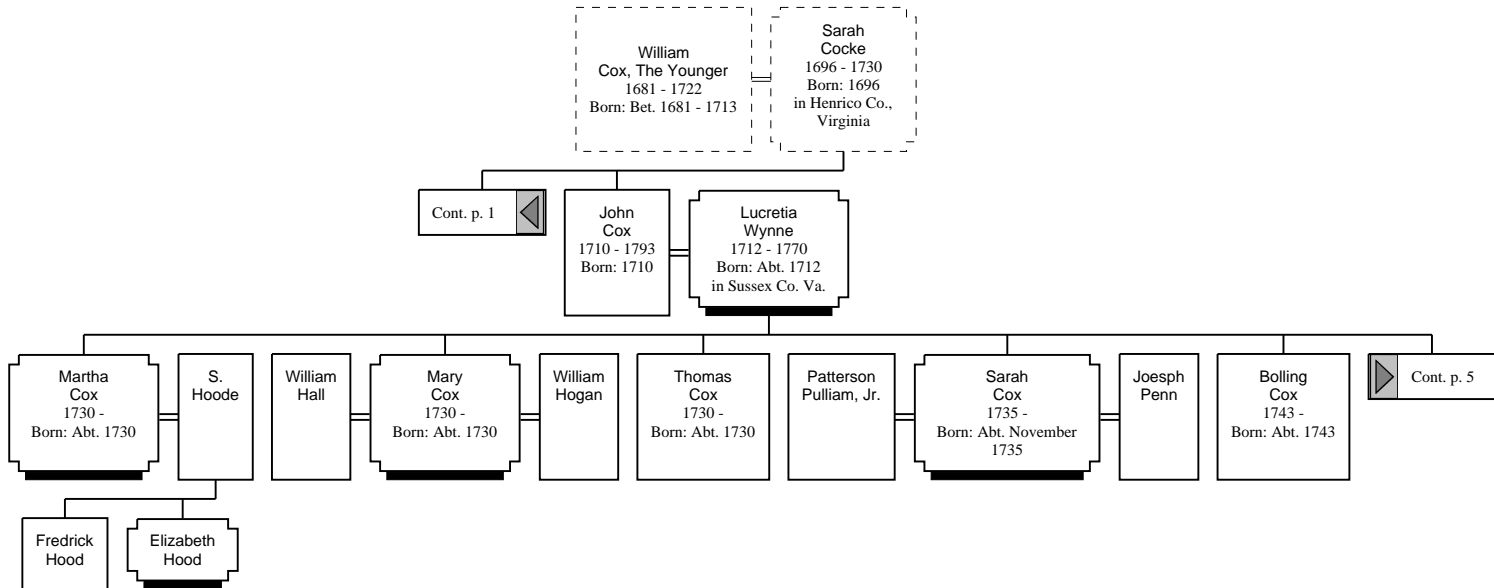 William
Cox, The Younger
1681 - 1722
Born: Bet. 1681 - 1713
Sarah
Cocke
1696 - 1730
Born: 1696
in Henrico Co.,
Virginia
Cont. p. 1
John
Cox
1710 - 1793
Born: 1710
Lucretia
Wynne
1712 - 1770
Born: Abt. 1712
in Sussex Co. Va.
Martha
Cox
1730 -
Born: Abt. 1730
S.
Hoode
William
Hall
Mary
Cox
1730 -
Born: Abt. 1730
William
Hogan
Thomas
Cox
1730 -
Born: Abt. 1730
Patterson
Pulliam, Jr.
Sarah
Cox
1735 -
Born: Abt. November
1735
Joesph
Penn
Bolling
Cox
1743 -
Born: Abt. 1743
Cont. p. 5
Fredrick
Hood
Elizabeth
Hood